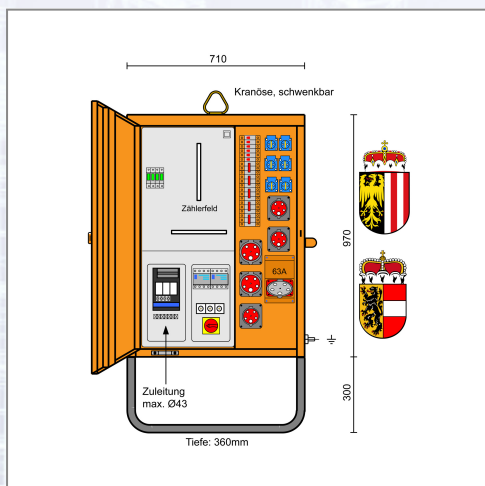 710
Kranöse, schwenkbar
Zählerfeld
970
63A
Zuleitung
max. Ø43
300
Tiefe: 360mm